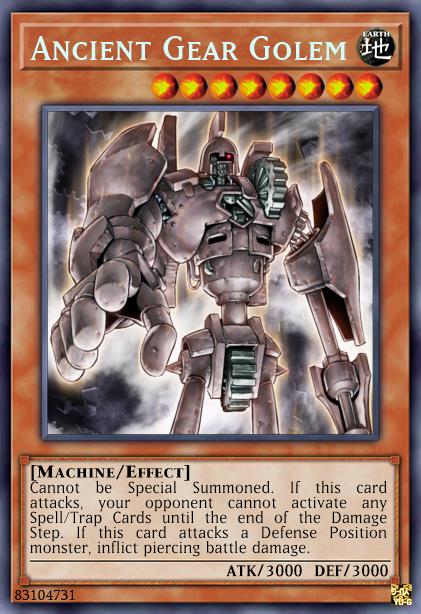 Ancient Gear Golem
EARTH
地
[Machine/Effect]
Cannot be Special Summoned. If this card
attacks, your opponent cannot activate any
Spell/Trap Cards until the end of the Damage
Step. If this card attacks a Defense Position
monster, inflict piercing battle damage.
ATK/3000 DEF/3000
83104731